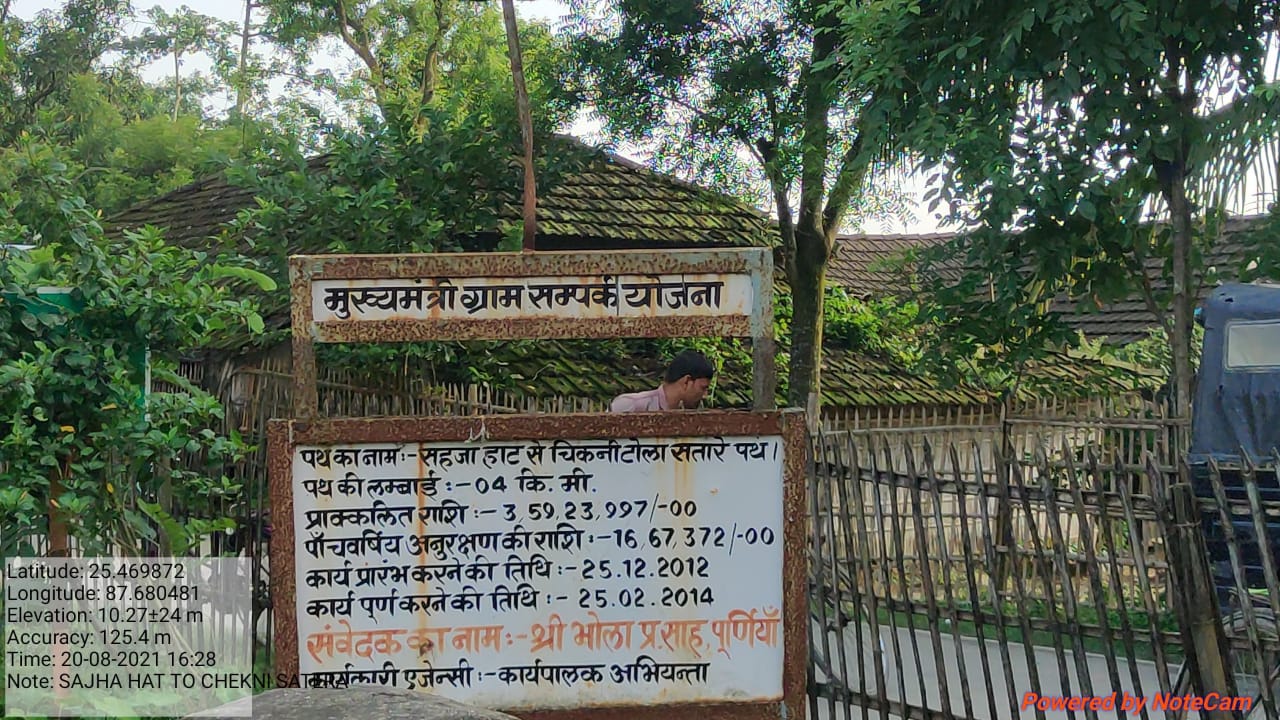 मुख्यमंत्री ग्राम सम्पर्क योजना
पथ का नाम :- सहजा हाट से चिकनीटोला सतारे पथ।
पथ की लम्बाई :- 04 कि. मी.
प्राक्कलित राशि :- 3,59,23,997/-00
पाँचवर्षिय अनुरक्षण की राशि :- 16,67,372/-00
कार्य प्रारंभ करने की तिथि :- 25.12.2012
कार्य पूर्ण करने की तिथि :- 25.02.2014
संवेदक का नाम :- श्री भोला प्र.साह, पूर्णियाँ
कार्यकारी एजेन्सी :- कार्यपालक अभियन्ता
Latitude: 25.469872
Longitude: 87.680481
Elevation: 10.27±24 m
Accuracy: 125.4 m
Time: 20-08-2021 16:28
Note: SAJHA HAT TO CHEKNI SATERA
Powered by NoteCam